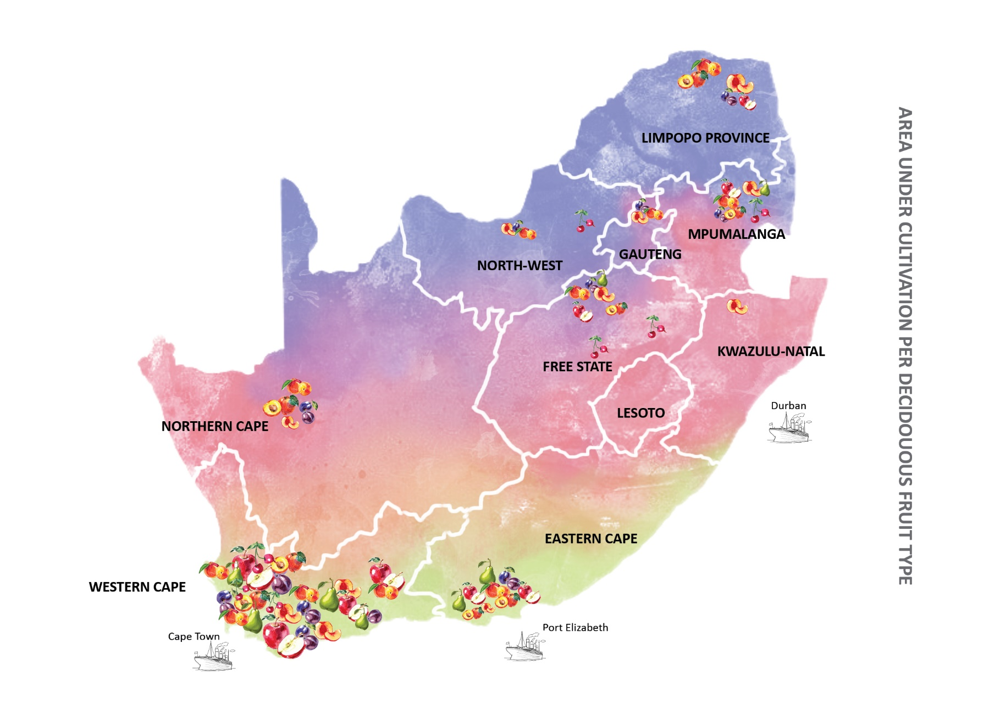 LIMPOPO PROVINCE
MPUMALANGA
GAUTENG
NORTH-WEST
KWAZULU-NATAL
FREE STATE
LESOTO
Durban
NORTHERN CAPE
EASTERN CAPE
WESTERN CAPE
Port Elizabeth
Cape Town
AREA UNDER CULTIVATION PER DECIDOUOUS FRUIT TYPE